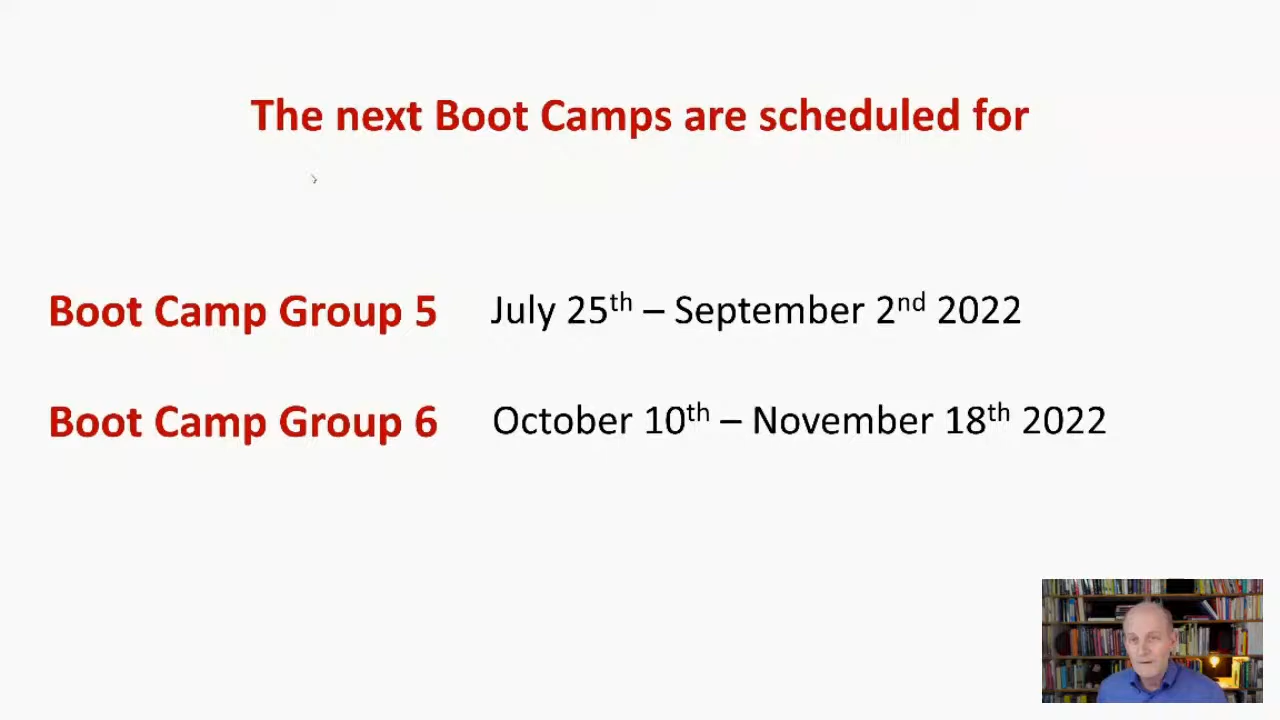 The next Boot Camps are scheduled for
Boot Camp Group 5 July 25th – September 2nd 2022
Boot Camp Group 6 October 10th – November 18th 2022